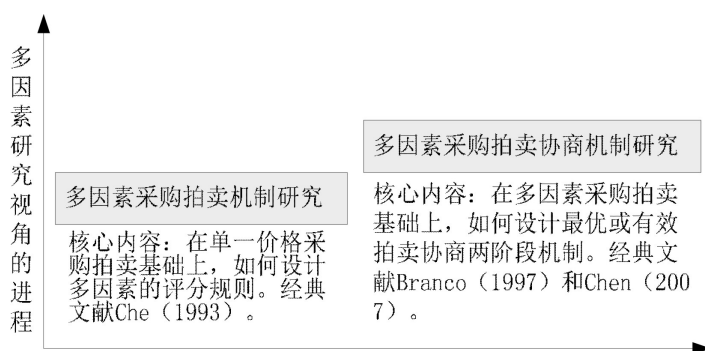 多因素研究视角的进程
多因素采购拍卖机制研究
核心内容：在单一价格采
购拍卖基础上，如何设计
多因素的评分规则。经典
文献Che（1993）。
多因素采购拍卖协商机制研究
核心内容：在多因素采购拍卖
基础上，如何设计最优或有效
拍卖协商两阶段机制。经典文
献Branco（1997）和Chen（200
7）。